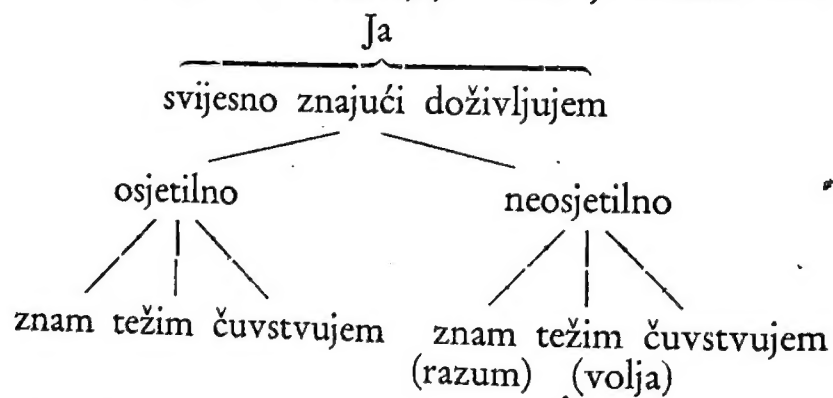 Ja
svijesno znajući doživljujem
osjetilno neosjetilno
znam težim čuvstvujem znam težim čuvstvujem
(razum) (volja)